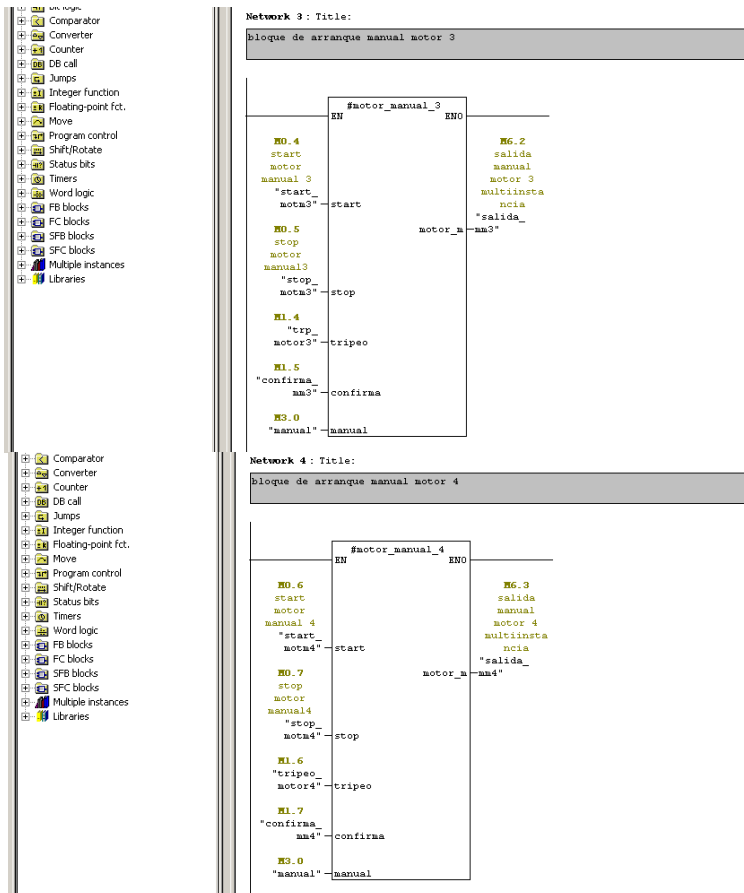 Bit logic
Comparator
Converter
Counter
DB call
Jumps
Integer function
Floating-point fct.
Move
Program control
Shift/Rotate
Status bits
Timers
Word logic
FB blocks
FC blocks
SFB blocks
SFC blocks
Multiple instances
Libraries
Network 3 : Title:
bloque de arranque manual motor 3
#motor_manual_3
EN
ENO
M0.4
start
motor
manual 3
"start_
motm3"
start
M0.5
stop
motor
manual3
"stop_
motm3"
stop
M1.4
"trp_
motor3"
tripeo
M1.5
"confirma_
mm3"
confirma
M3.0
"manual"
manual
M6.2
salida
manual
motor 3
multiinsta
ncia
"salida_
motor_m
mm3"
Comparator
Converter
Counter
DB call
Jumps
Integer function
Floating-point fct.
Move
Program control
Shift/Rotate
Status bits
Timers
Word logic
FB blocks
FC blocks
SFB blocks
SFC blocks
Multiple instances
Libraries
Network 4 : Title:
bloque de arranque manual motor 4
#motor_manual_4
EN
ENO
M0.6
start
motor
manual 4
"start_
motm4"
start
M0.7
stop
motor
manual4
"stop_
motm4"
stop
M1.6
"tripeo_
motor4"
tripeo
M1.7
"confirma_
mm4"
confirma
M3.0
"manual"
manual
M6.3
salida
manual
motor 4
multiinsta
ncia
"salida_
motor_m
mm4"